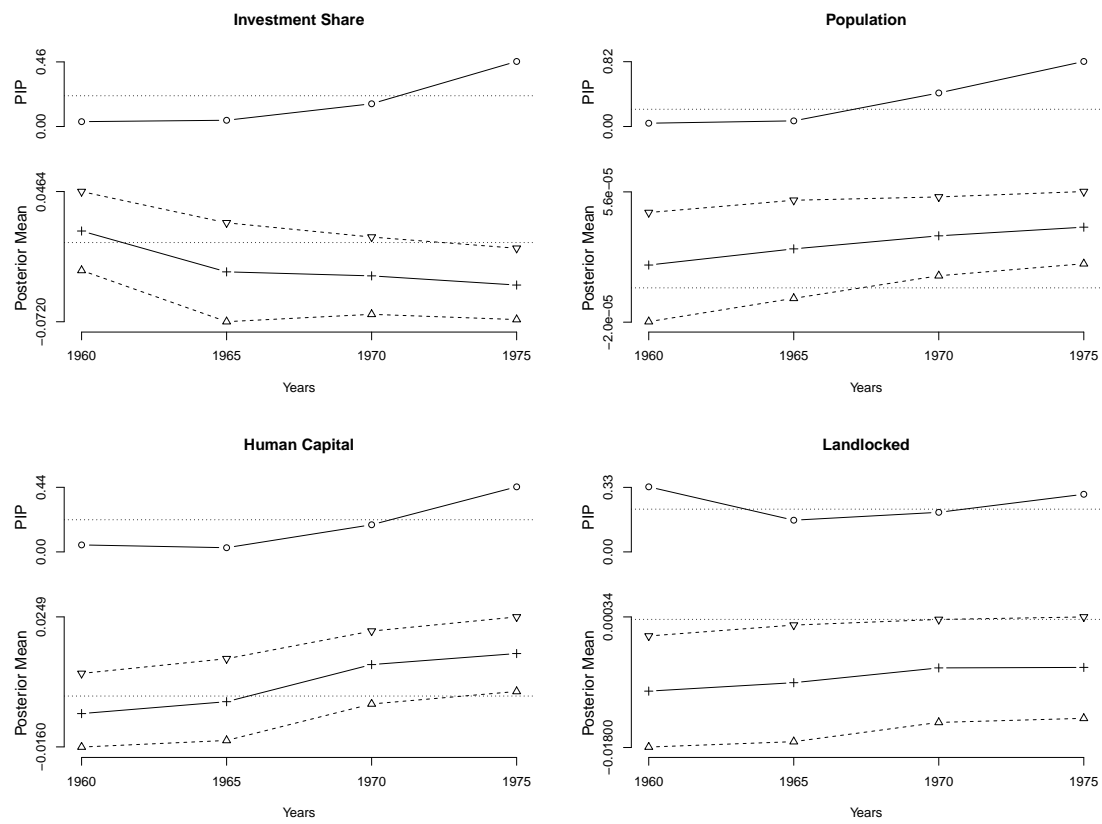 Investment Share
PIP
0.46
0.00
Posterior Mean
0.0464
−0.0720
1960 1965 1970 1975
Years
Population
PIP
0.82
0.00
Posterior Mean
5.6e−05
−2.0e−05
1960 1965 1970 1975
Years
Human Capital
PIP
0.44
0.00
Posterior Mean
0.0249
−0.0160
1960 1965 1970 1975
Years
Landlocked
PIP
0.33
0.00
Posterior Mean
0.00034
−0.01800
1960 1965 1970 1975
Years